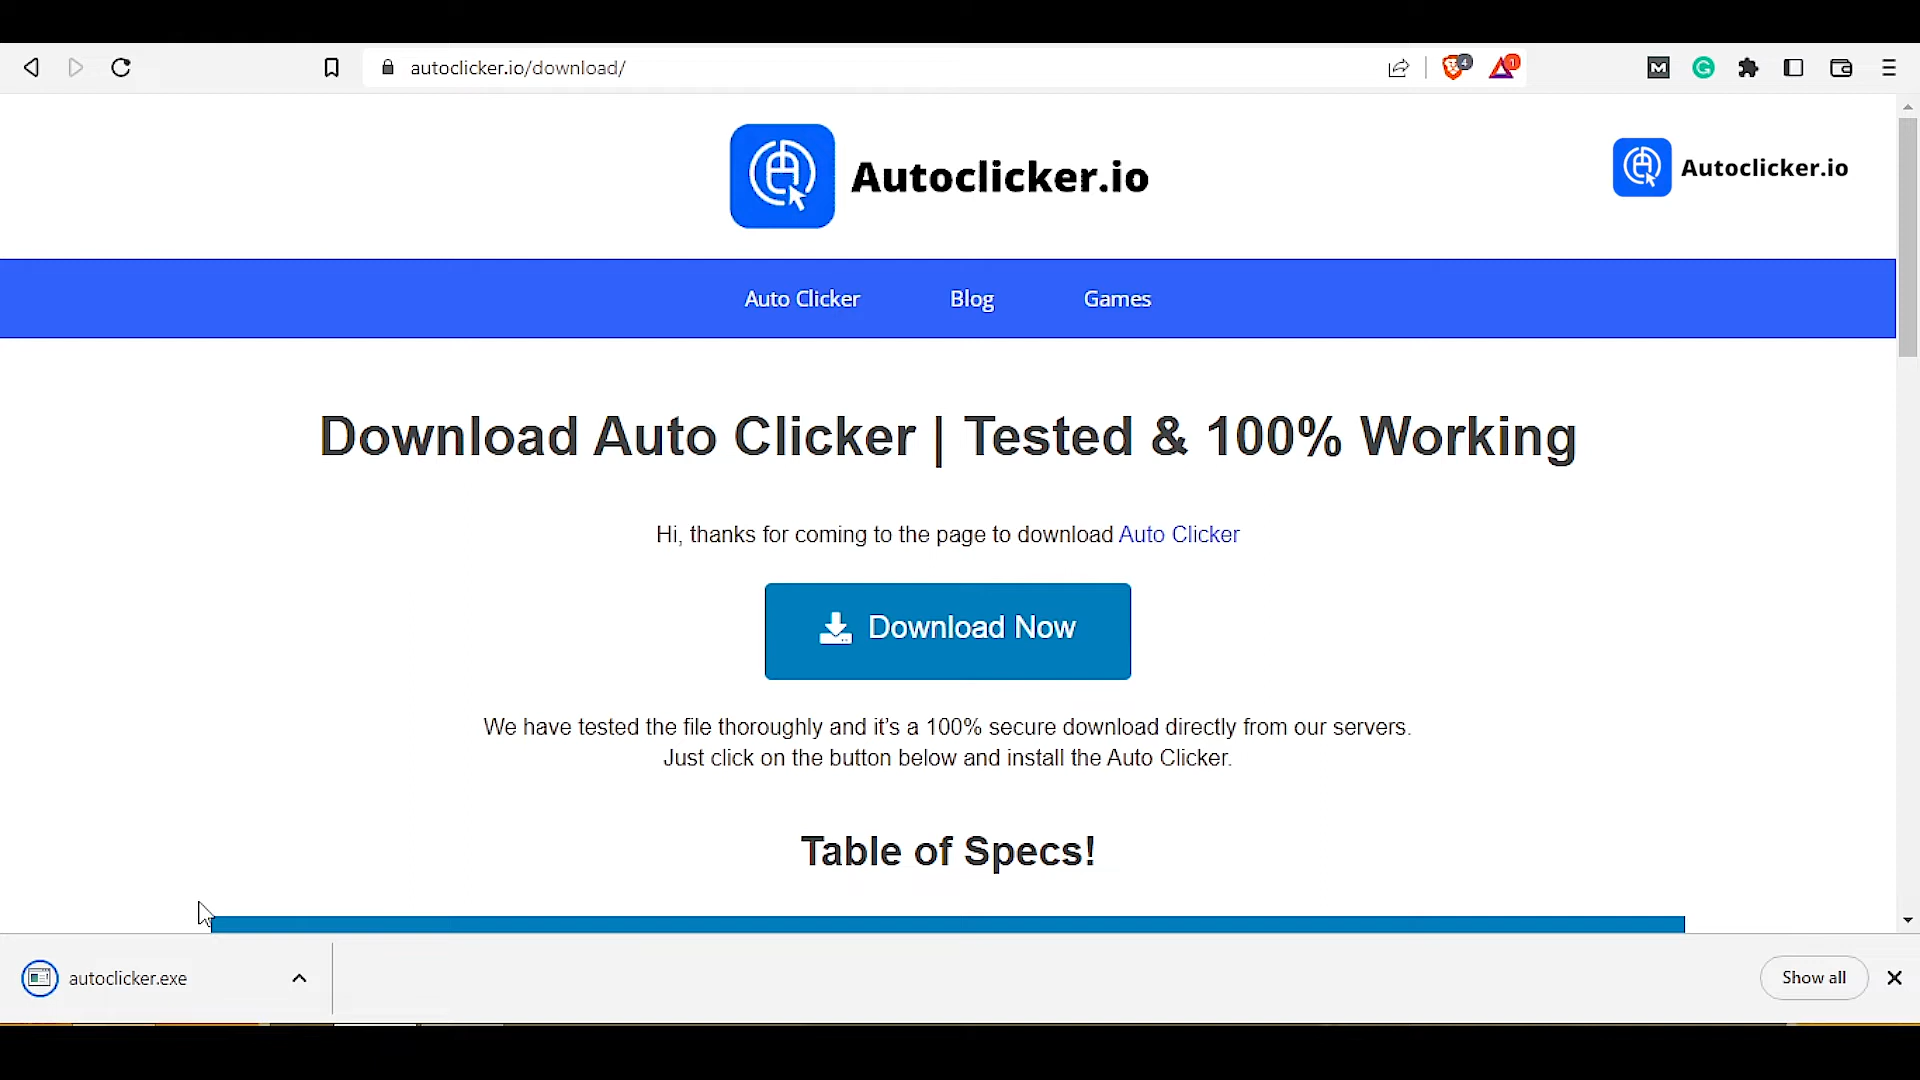 autoclicker.io/download/
4
1
M
G
Autoclicker.io
Autoclicker.io
Auto Clicker
Blog
Games
Download Auto Clicker | Tested & 100% Working
Hi, thanks for coming to the page to download Auto Clicker
Download Now
We have tested the file thoroughly and it's a 100% secure download directly from our servers.
Just click on the button below and install the Auto Clicker.
Table of Specs!
autoclicker.exe
Show all